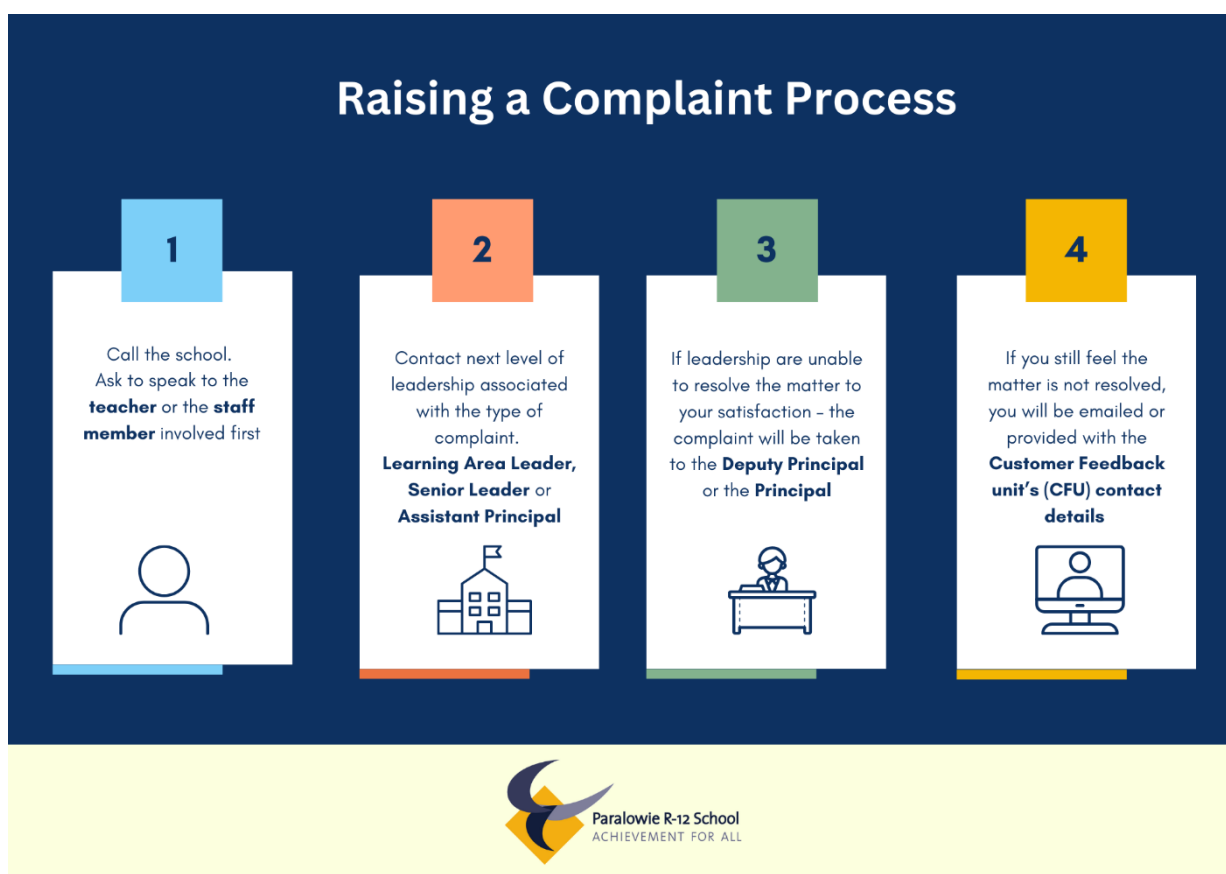 Raising a Complaint Process
1
Call the school.
Ask to speak to the
teacher or the staff
member involved first
2
Contact next level of
leadership associated
with the type of
complaint.
Learning Area Leader,
Senior Leader or
Assistant Principal
3
If leadership are unable
to resolve the matter to
your satisfaction – the
complaint will be taken
to the Deputy Principal
or the Principal
4
If you still feel the
matter is not resolved,
you will be emailed or
provided with the
Customer Feedback
unit's (CFU) contact
details
Paralowie R-12 School
ACHIEVEMENT FOR ALL